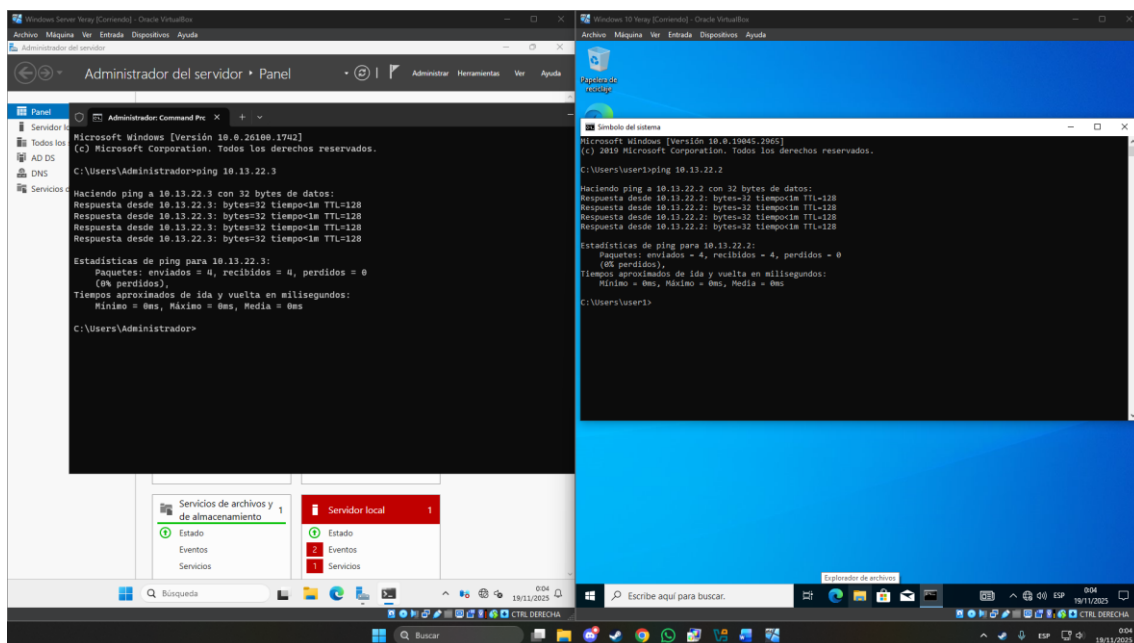 Windows Server Yeray [Corriendo] - Oracle VirtualBox
Archivo Máquina Ver Entrada Dispositivos Ayuda
Administrador del servidor
Administrador del servidor ‣ Panel
Administrar Herramientas Ver Ayuda
Panel
Servidor lo
Todos los
AD DS
DNS
Servicios d
Administrador: Command Prc
Microsoft Windows [Versión 10.0.26100.1742]
(c) Microsoft Corporation. Todos los derechos reservados.
C:\Users\Administrador>ping 10.13.22.3
Haciendo ping a 10.13.22.3 con 32 bytes de datos:
Respuesta desde 10.13.22.3: bytes=32 tiempo<1m TTL=128
Respuesta desde 10.13.22.3: bytes=32 tiempo<1m TTL=128
Respuesta desde 10.13.22.3: bytes=32 tiempo<1m TTL=128
Respuesta desde 10.13.22.3: bytes=32 tiempo<1m TTL=128
Estadísticas de ping para 10.13.22.3:
Paquetes: enviados = 4, recibidos = 4, perdidos = 0
(0% perdidos),
Tiempos aproximados de ida y vuelta en milisegundos:
Mínimo = 0ms, Máximo = 0ms, Media = 0ms
C:\Users\Administrador>
Servicios de archivos y de almacenamiento 1
Estado
Eventos
Servicios
Servidor local 1
Estado
2 Eventos
1 Servicios
Búsqueda
0:04
19/11/2025
CTRL DERECHA
Windows 10 Yeray [Corriendo] - Oracle VirtualBox
Archivo Máquina Ver Entrada Dispositivos Ayuda
Papelera de
reciclaje
Símbolo del sistema
Microsoft Windows [Versión 10.0.19045.2965]
(c) 2019 Microsoft Corporation. Todos los derechos reservados.
C:\Users\user1>ping 10.13.22.2
Haciendo ping a 10.13.22.2 con 32 bytes de datos:
Respuesta desde 10.13.22.2: bytes=32 tiempo<1m TTL=128
Respuesta desde 10.13.22.2: bytes=32 tiempo<1m TTL=128
Respuesta desde 10.13.22.2: bytes=32 tiempo<1m TTL=128
Respuesta desde 10.13.22.2: bytes=32 tiempo<1m TTL=128
Estadísticas de ping para 10.13.22.2:
Paquetes: enviados = 4, recibidos = 4, perdidos = 0
(0% perdidos),
Tiempos aproximados de ida y vuelta en milisegundos:
Mínimo = 0ms, Máximo = 0ms, Media = 0ms
C:\Users\user1>
Explorador de archivos
Escribe aquí para buscar.
ESP
0:04
19/11/2025
CTRL DERECHA
Buscar
ESP
0:04
19/11/2025